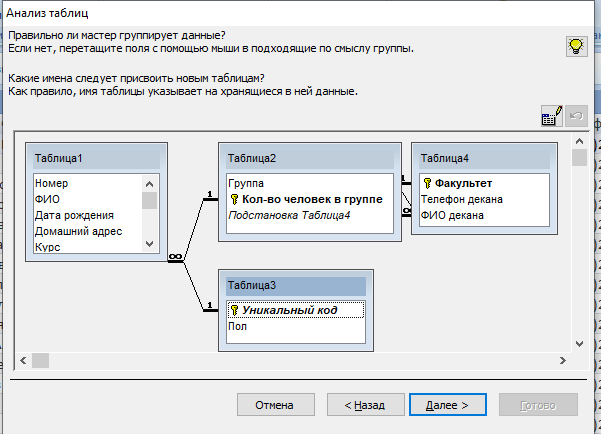 Анализ таблиц
Правильно ли мастер группирует данные?
Если нет, перетащите поля с помощью мыши в подходящие по смыслу группы.
Какие имена следует присвоить новым таблицам?
Как правило, имя таблицы указывает на хранящиеся в ней данные.
Таблица1
Номер
ФИО
Дата рождения
Домашний адрес
Курс
Таблица2
Группа
Кол-во человек в группе
Подстановка Таблица4
Таблица4
Факультет
Телефон декана
ФИО декана
Таблица3
Уникальный код
Пол
1
1
1
∞
∞
Отмена
< Назад
Далее >
Готово